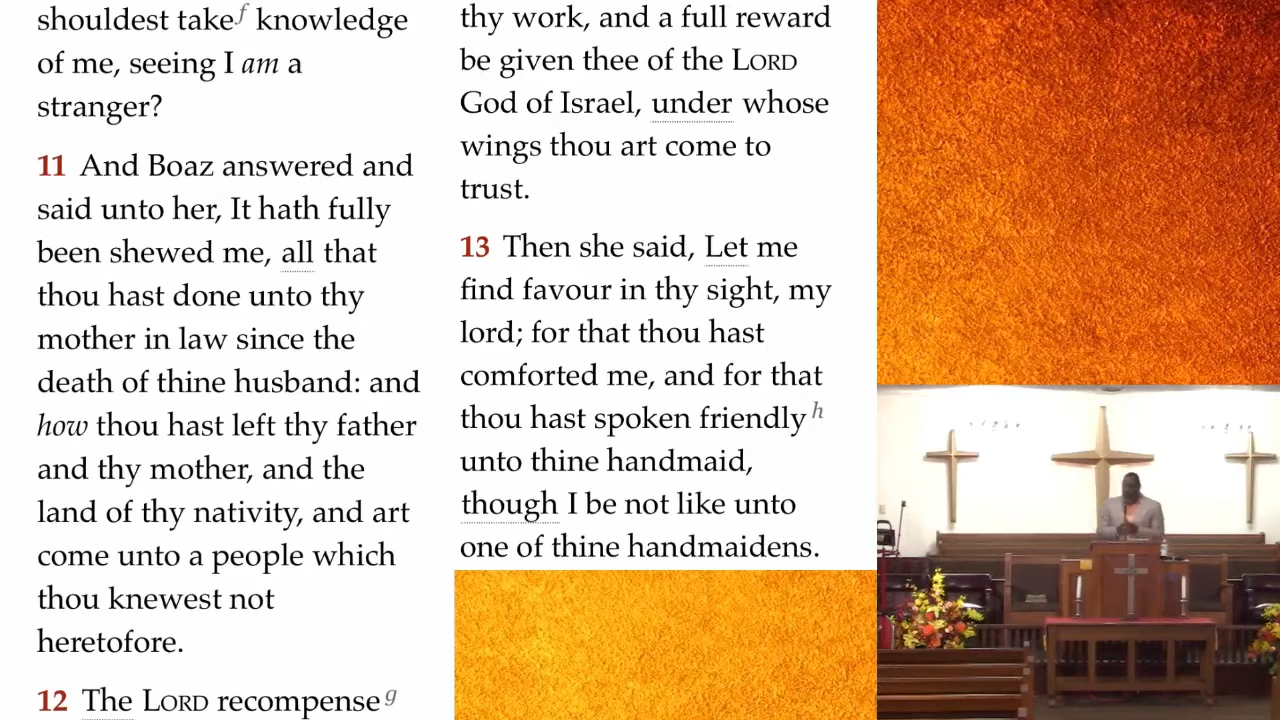 shouldest take f knowledge
of me, seeing I am a
stranger?
11 And Boaz answered and
said unto her, It hath fully
been shewed me, all that
thou hast done unto thy
mother in law since the
death of thine husband: and
how thou hast left thy father
and thy mother, and the
land of thy nativity, and art
come unto a people which
thou knewest not
heretofore.
12 The LORD recompense g
thy work, and a full reward
be given thee of the LORD
God of Israel, under whose
wings thou art come to
trust.
13 Then she said, Let me
find favour in thy sight, my
lord; for that thou hast
comforted me, and for that
thou hast spoken friendly h
unto thine handmaid,
though I be not like unto
one of thine handmaidens.